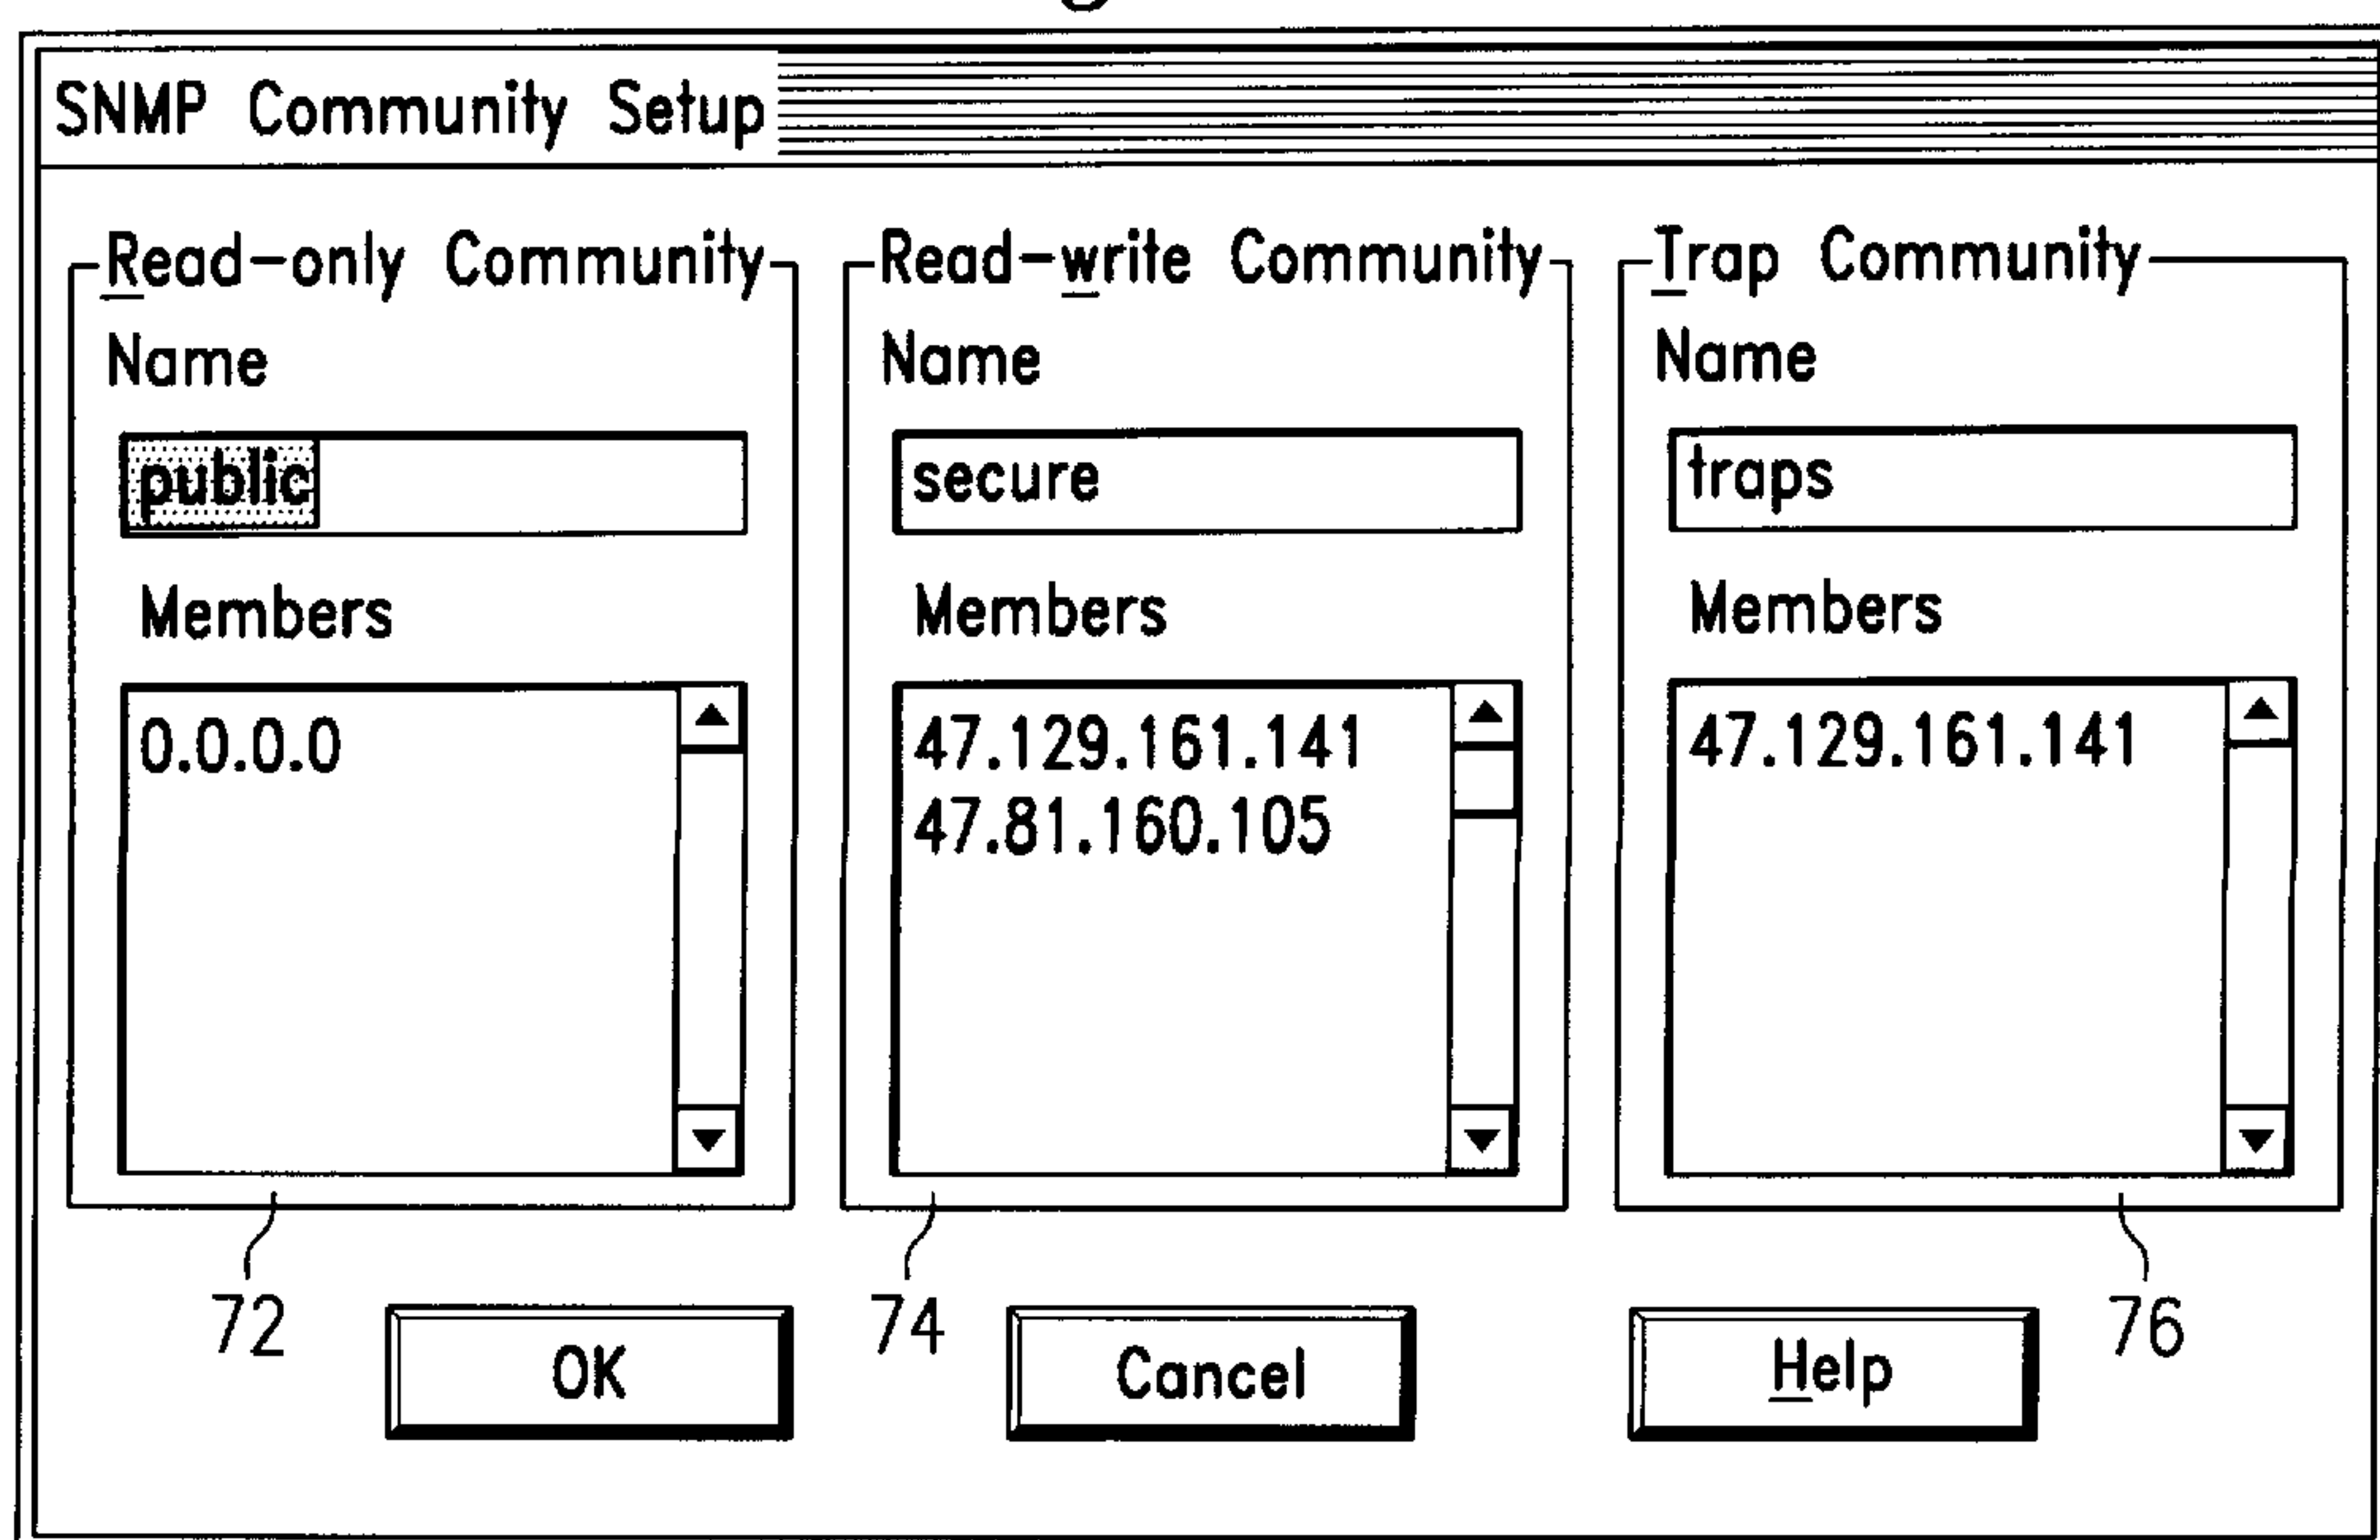 SNMP Community Setup
Read-only Community
Name
public
Members
0.0.0.0
72
Read-write Community
Name
secure
Members
47.129.161.141
47.81.160.105
74
Trap Community
Name
traps
Members
47.129.161.141
76
OK
Cancel
Help